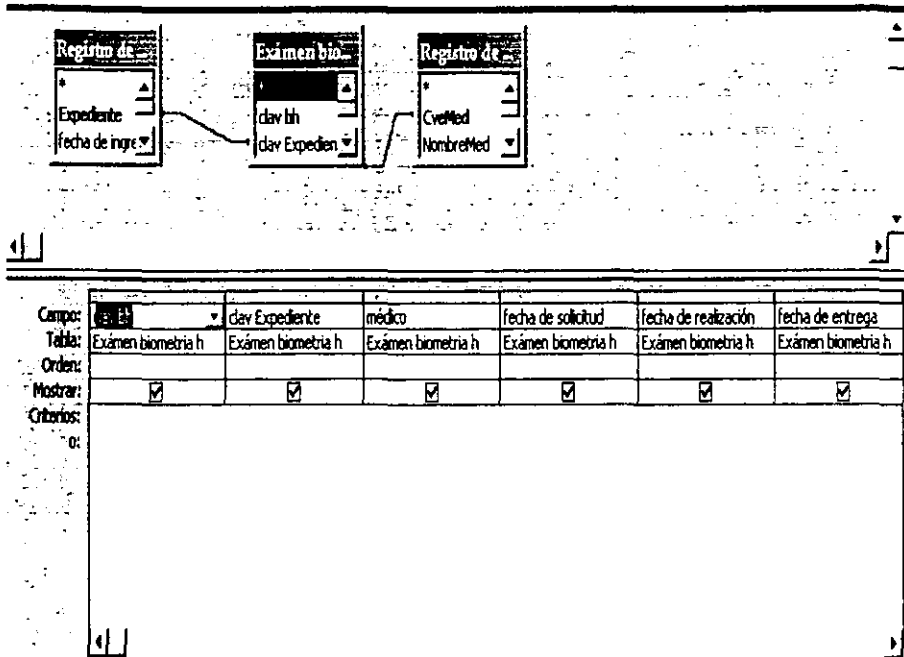 Registro de ...
Exámen bio...
Registro de ...
*
Expediente
fecha de ingre
clav bh
clav Expedien
*
CveMed
NombreMed
Campo:
clav Expediente
médico
fecha de solicitud
fecha de realización
fecha de entrega
Tabla:
Exámen biometria h
Exámen biometria h
Exámen biometria h
Exámen biometria h
Exámen biometria h
Exámen biometria h
Orden:
Mostrar:
Criterios:
o: